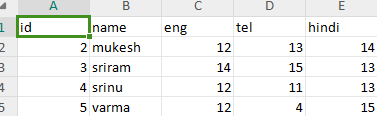 A B C D E
1 id name eng tel hindi
2 2 mukesh 12 13 14
3 3 sriram 14 15 13
4 4 srinu 12 11 13
5 5 varma 12 4 15